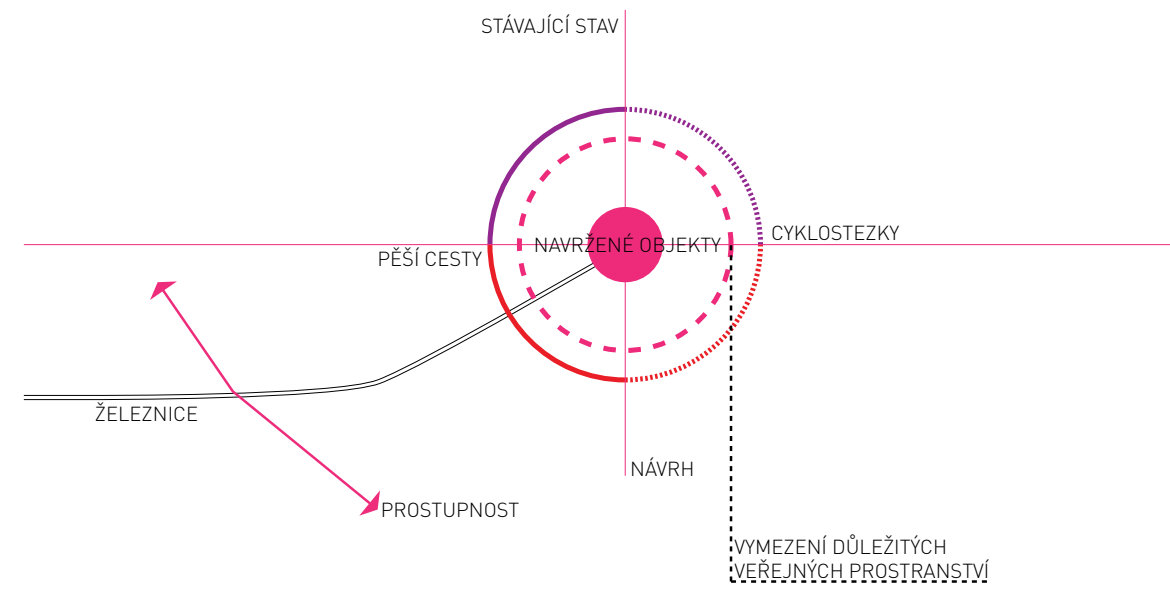 STÁVAJÍCÍ STAV
CYKLOSTEZKY
NAVRŽENÉ OBJEKTY
PĚŠÍ CESTY
ŽELEZNICE
NÁVRH
PROSTUPNOST
VYMEZENÍ DŮLEŽITÝCH
VEŘEJNÝCH PROSTRANSTVÍ